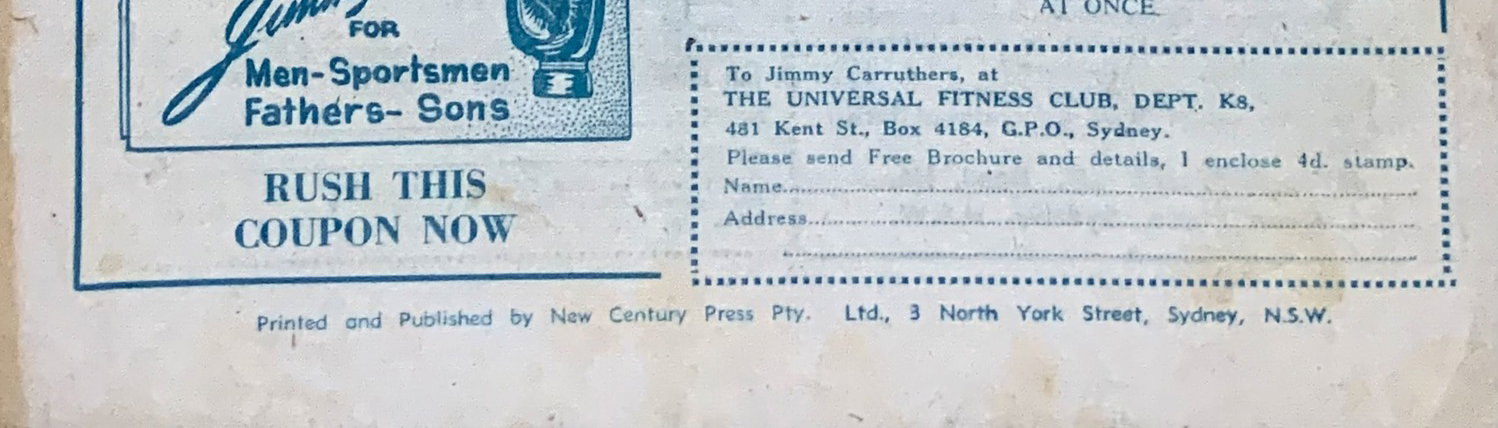 Jimmy
FOR
Men-Sportsmen
Fathers- Sons
RUSH THIS
COUPON NOW
AT ONCE
To Jimmy Carruthers, at
THE UNIVERSAL FITNESS CLUB, DEPT. K8,
481 Kent St., Box 4184, G.P.O., Sydney.
Please send Free Brochure and details, I enclose 4d. stamp.
Name
Address
Printed and Published by New Century Press Pty. Ltd., 3 North York Street, Sydney, N.S.W.